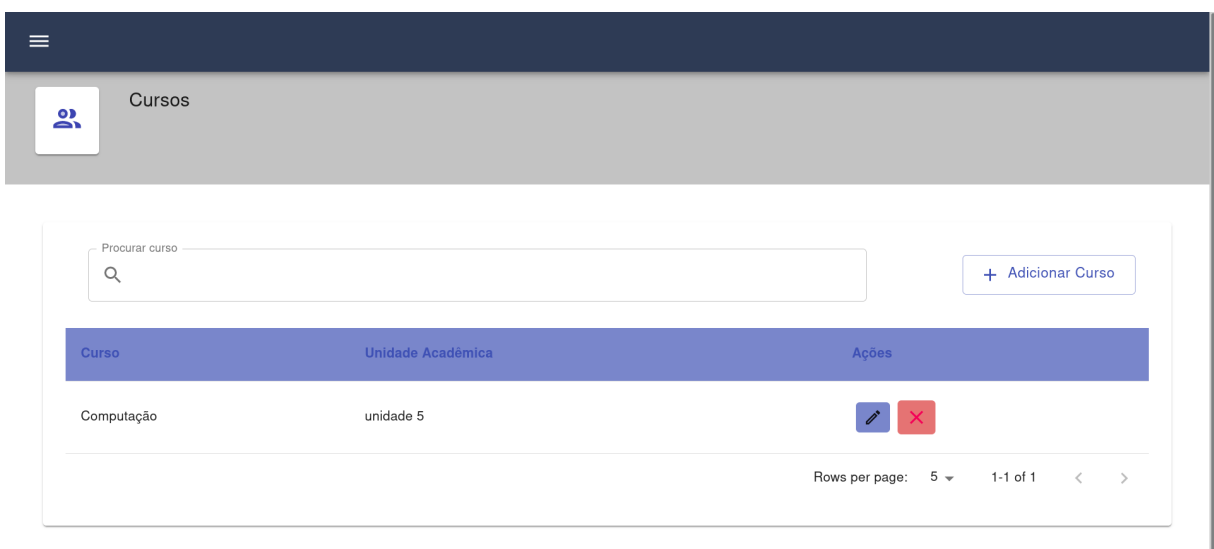 Cursos
Procurar curso
Adicionar Curso
Curso Unidade Acadêmica Ações
Computação unidade 5
Rows per page: 5 1-1 of 1